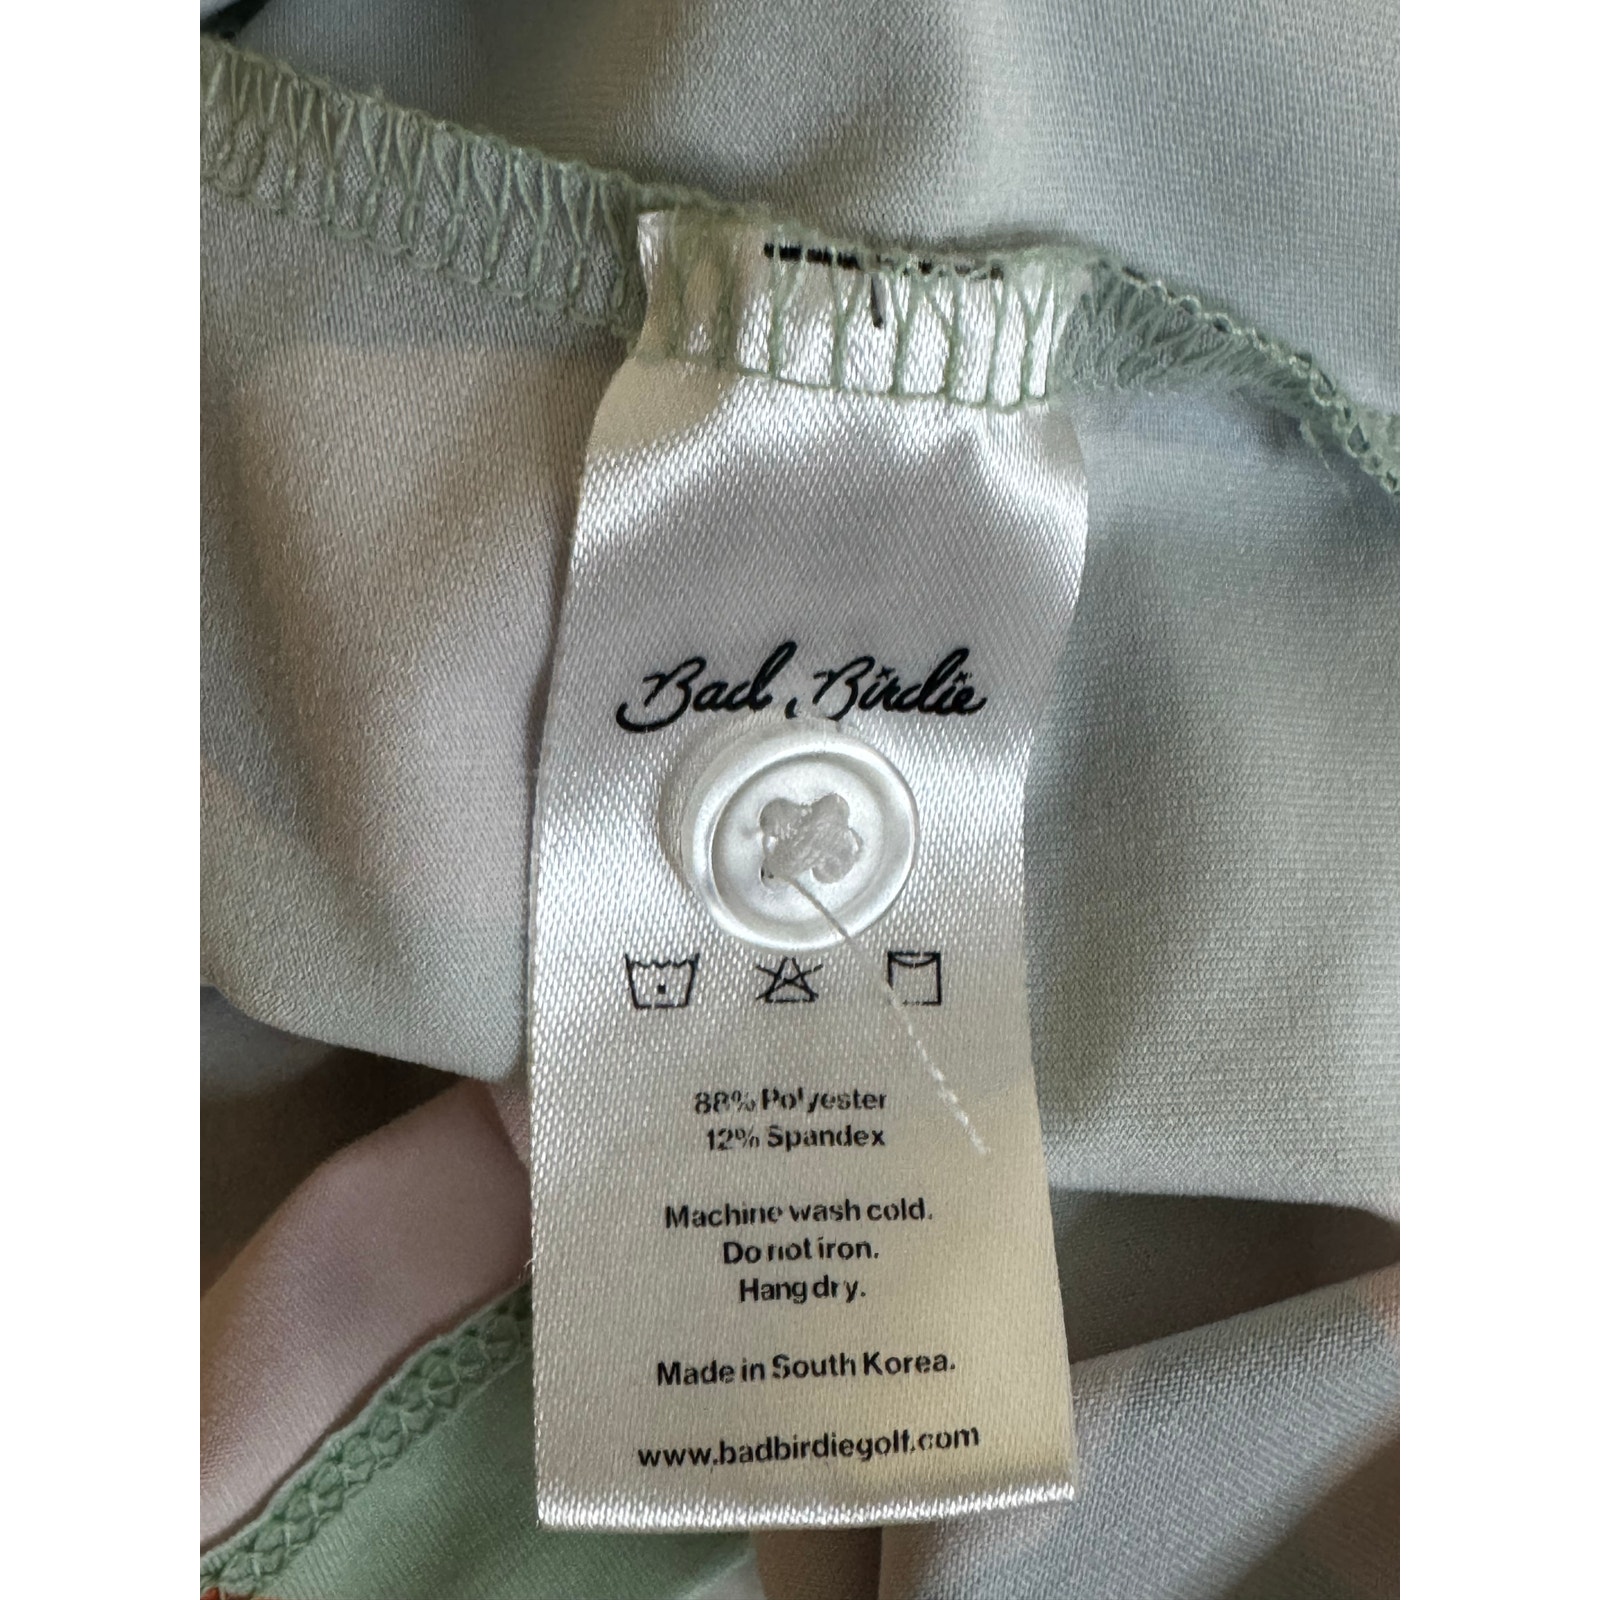 Bad Birdie
88% Polyester
12% Spandex
Machine wash cold.
Do not iron.
Hang dry.
Made in South Korea.
www.badbirdiegolf.com